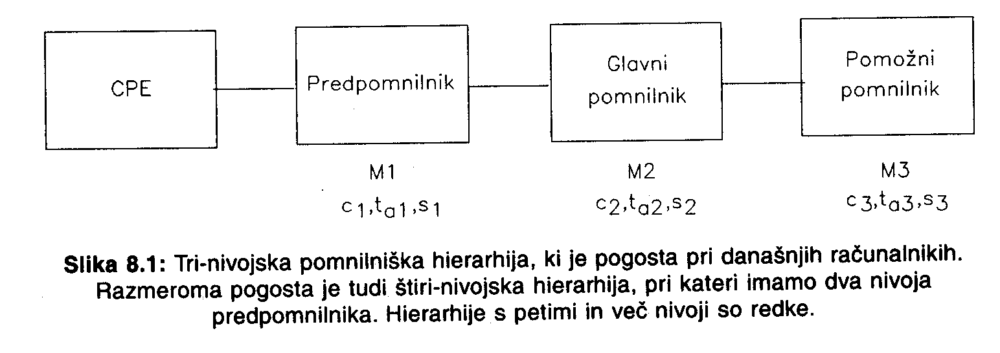 CPE
Predpomnilnik
Glavni
pomnilnik
Pomožni
pomnilnik
M1
c1,ta1,s1
M2
c2,ta2,s2
M3
c3,ta3,s3
Slika 8.1: Tri-nivojska pomnilniška hierarhija, ki je pogosta pri današnjih računalnikih.
Razmeroma pogosta je tudi štiri-nivojska hierarhija, pri kateri imamo dva nivoja
predpomnilnika. Hierarhije s petimi in več nivoji so redke.